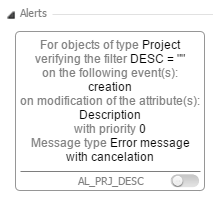 Alerts
For objects of type Project
verifying the filter DESC = ""
on the following event(s):
creation
on modification of the attribute(s):
Description
with priority 0
Message type Error message
with cancelation
AL_PRJ_DESC